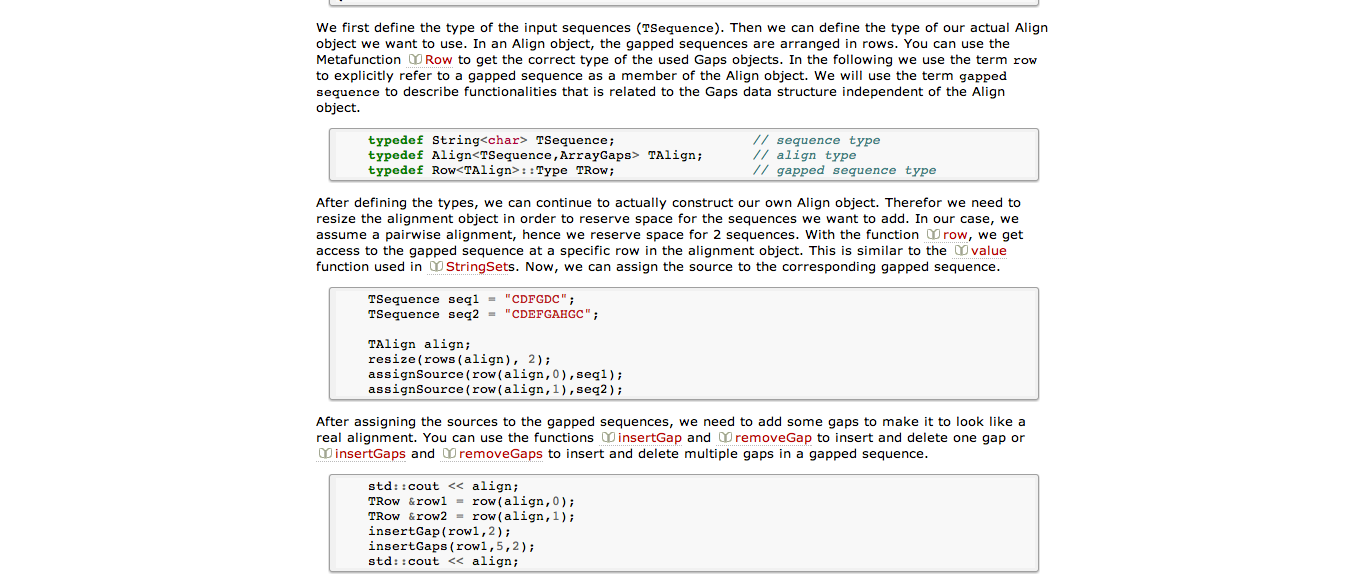 We first define the type of the input sequences (TSequence). Then we can define the type of our actual Align
object we want to use. In an Align object, the gapped sequences are arranged in rows. You can use the
Metafunction Row to get the correct type of the used Gaps objects. In the following we use the term row
to explicitly refer to a gapped sequence as a member of the Align object. We will use the term gapped
sequence to describe functionalities that is related to the Gaps data structure independent of the Align
object.
typedef String<char> TSequence; // sequence type
typedef Align<TSequence,ArrayGaps> TAlign; // align type
typedef Row<TAlign>::Type TRow; // gapped sequence type
After defining the types, we can continue to actually construct our own Align object. Therefor we need to
resize the alignment object in order to reserve space for the sequences we want to add. In our case, we
assume a pairwise alignment, hence we reserve space for 2 sequences. With the function row, we get
access to the gapped sequence at a specific row in the alignment object. This is similar to the value
function used in StringSets. Now, we can assign the source to the corresponding gapped sequence.
TSequence seq1 = "CDFGDC";
TSequence seq2 = "CDEFGAHGC";
TAlign align;
resize(rows(align), 2);
assignSource(row(align,0),seq1);
assignSource(row(align,1),seq2);
After assigning the sources to the gapped sequences, we need to add some gaps to make it to look like a
real alignment. You can use the functions insertGap and removeGap to insert and delete one gap or
insertGaps and removeGaps to insert and delete multiple gaps in a gapped sequence.
std::cout << align;
TRow &row1 = row(align,0);
TRow &row2 = row(align,1);
insertGap(row1,2);
insertGaps(row1,5,2);
std::cout << align;